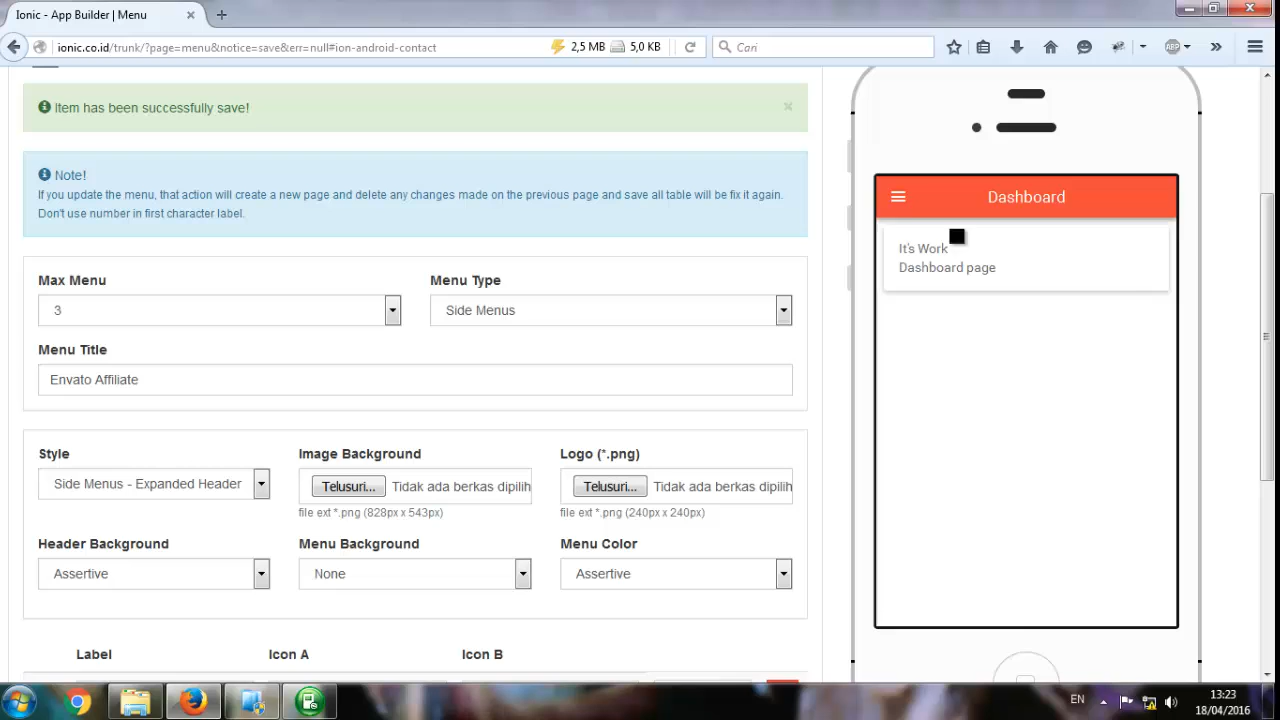 Ionic - App Builder | Menu
ionic.co.id/trunk/?page=menu&notice=save&err=null#ion-android-contact
2,5 MB
5,0 KB
Cari
ABP
Item has been successfully save!
×
Note!
If you update the menu, that action will create a new page and delete any changes made on the previous page and save all table will be fix it again.
Don't use number in first character label.
Max Menu
Menu Type
3
Side Menus
Menu Title
Envato Affiliate
Style
Image Background
Logo (*.png)
Side Menus - Expanded Header
Telusuri...
Tidak ada berkas dipilih
Telusuri...
Tidak ada berkas dipilih
file ext *.png (828px x 543px)
file ext *.png (240px x 240px)
Header Background
Menu Background
Menu Color
Assertive
None
Assertive
Label
Icon A
Icon B
Dashboard
It's Work
Dashboard page
EN
13:23
18/04/2016